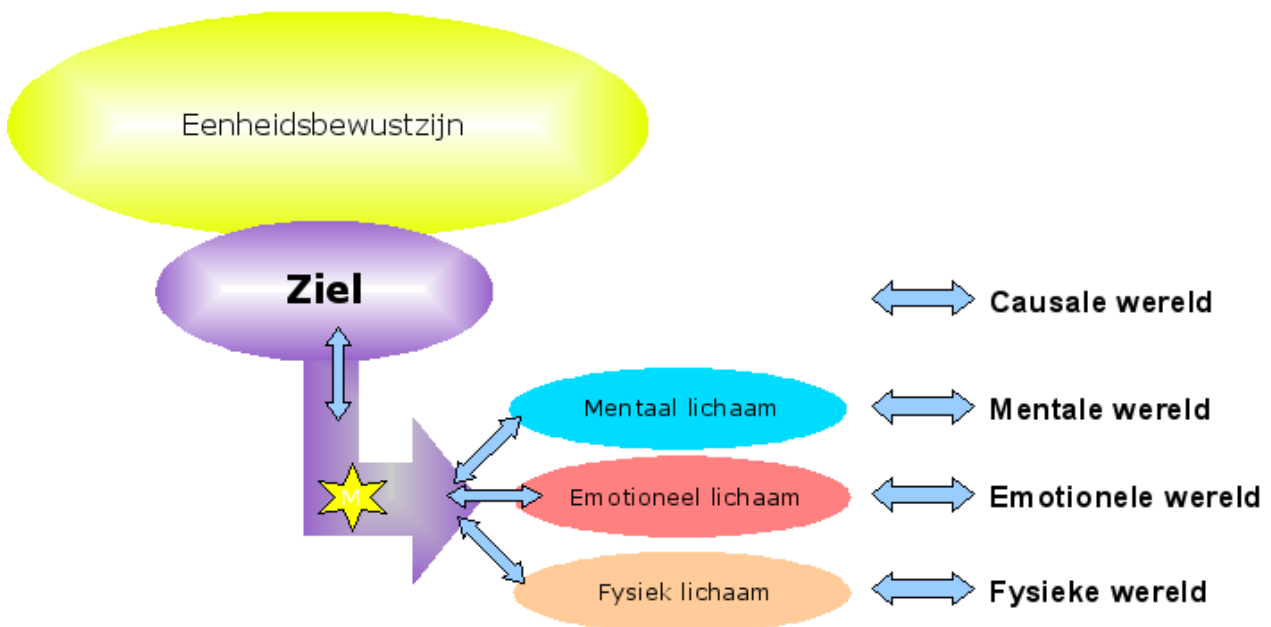 Eenheidsbewustzijn
Ziel
Causale wereld
Mentaal lichaam
Mentale wereld
M
Emotioneel lichaam
Emotionele wereld
Fysiek lichaam
Fysieke wereld